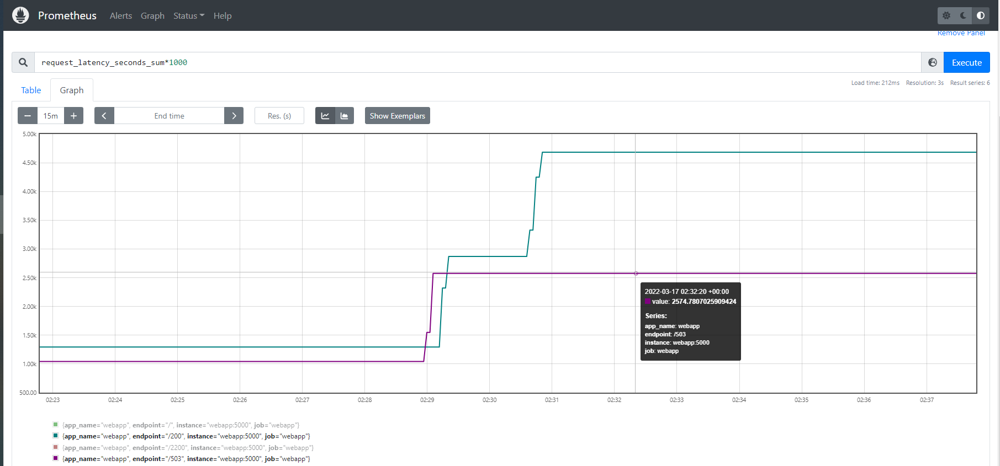 Prometheus Alerts Graph Status Help
Remove Panel
request_latency_seconds_sum*1000
Execute
Table Graph
Load time: 212ms Resolution: 3s Result series: 6
− 15m + End time Res. (s) Show Exemplars
5.00k
4.50k
4.00k
3.50k
3.00k
2.50k
2.00k
1.50k
1.00k
500.00
2022-03-17 02:32:20 +00:00
value: 2574.7807025909424
Series:
app_name: webapp
endpoint: /503
instance: webapp:5000
job: webapp
02:23 02:24 02:25 02:26 02:27 02:28 02:29 02:30 02:31 02:32 02:33 02:34 02:35 02:36 02:37
{app_name="webapp", endpoint="/", instance="webapp:5000", job="webapp"}
{app_name="webapp", endpoint="/200", instance="webapp:5000", job="webapp"}
{app_name="webapp", endpoint="/2200", instance="webapp:5000", job="webapp"}
{app_name="webapp", endpoint="/503", instance="webapp:5000", job="webapp"}